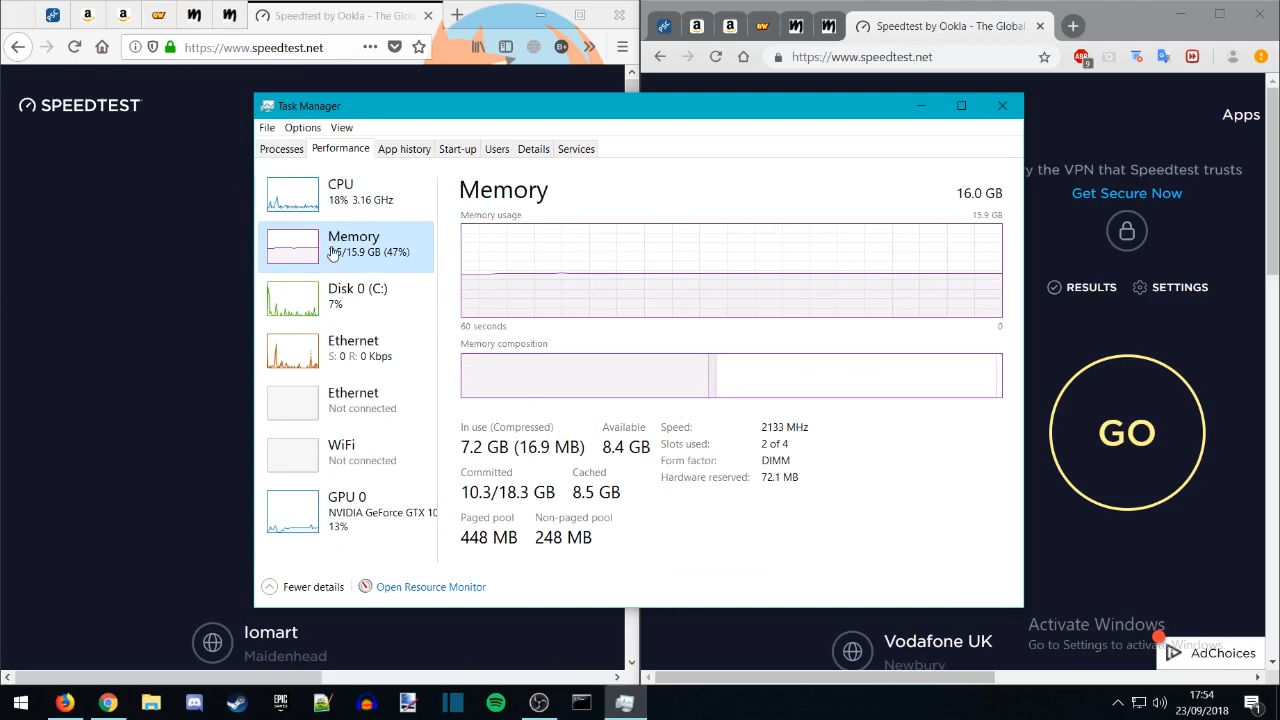 Speedtest by Ookla - The Global
Speedtest by Ookla - The Global
https://www.speedtest.net
https://www.speedtest.net
SPEEDTEST
Apps
y the VPN that Speedtest trusts
Get Secure Now
RESULTS
SETTINGS
GO
Task Manager
File Options View
Processes Performance App history Start-up Users Details Services
CPU
18% 3.16 GHz
Memory
/15.9 GB (47%)
Disk 0 (C:)
7%
Ethernet
S: 0 R: 0 Kbps
Ethernet
Not connected
WiFi
Not connected
GPU 0
NVIDIA GeForce GTX 10
13%
Memory
16.0 GB
Memory usage
15.9 GB
60 seconds
0
Memory composition
In use (Compressed)
7.2 GB (16.9 MB)
Available
8.4 GB
Committed
10.3/18.3 GB
Cached
8.5 GB
Paged pool
448 MB
Non-paged pool
248 MB
Speed: 2133 MHz
Slots used: 2 of 4
Form factor: DIMM
Hardware reserved: 72.1 MB
Fewer details
Open Resource Monitor
Iomart
Maidenhead
Vodafone UK
Newbury
Activate Windows
Go to Settings to activate Windows.
AdChoices
EPIC
GAMES
17:54
23/09/2018